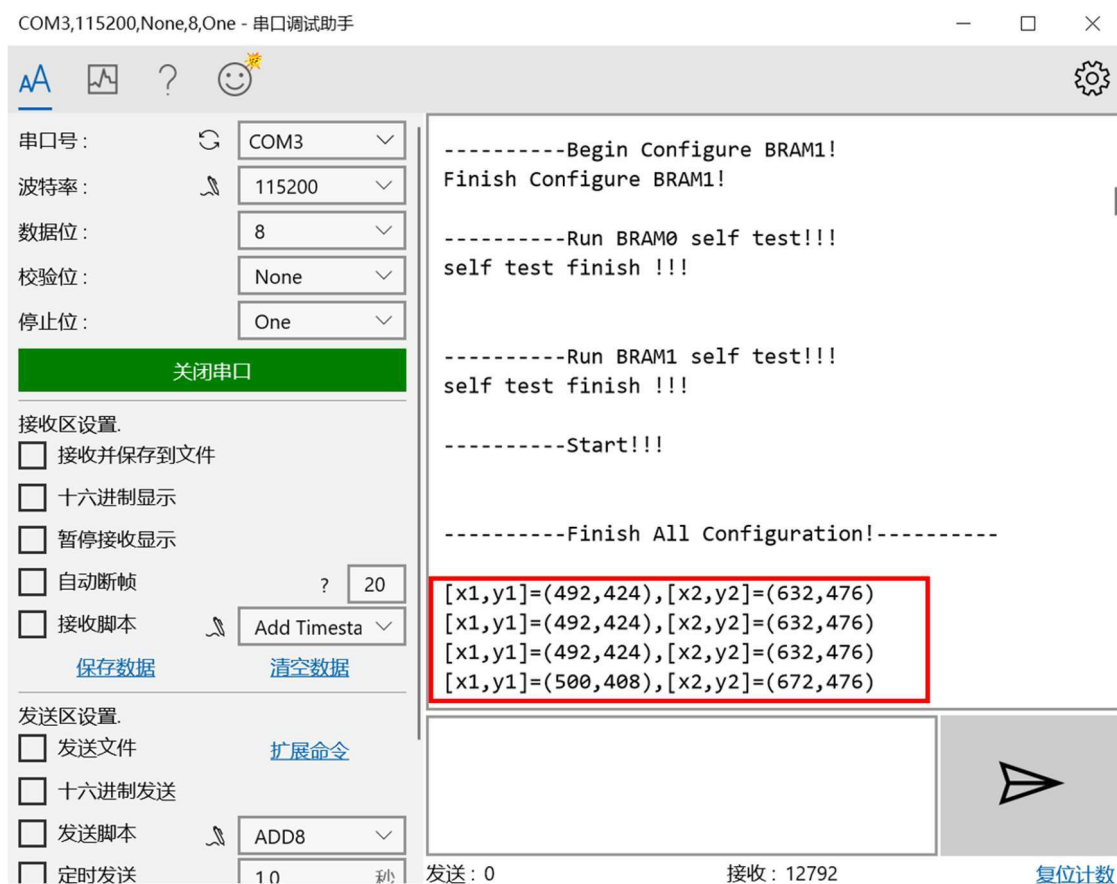 COM3,115200,None,8,One - 串口调试助手
串口号：
COM3
波特率：
115200
数据位：
8
校验位：
None
停止位：
One
关闭串口
接收区设置.
接收并保存到文件
十六进制显示
暂停接收显示
自动断帧
?
20
接收脚本
Add Timesta
保存数据
清空数据
发送区设置.
发送文件
扩展命令
十六进制发送
发送脚本
ADD8
定时发送
1.0
秒
----------Begin Configure BRAM1!
Finish Configure BRAM1!
----------Run BRAM0 self test!!!
self test finish !!!
----------Run BRAM1 self test!!!
self test finish !!!
----------Start!!!
----------Finish All Configuration!----------
[x1,y1]=(492,424),[x2,y2]=(632,476)
[x1,y1]=(492,424),[x2,y2]=(632,476)
[x1,y1]=(492,424),[x2,y2]=(632,476)
[x1,y1]=(500,408),[x2,y2]=(672,476)
发送：0
接收：12792
复位计数